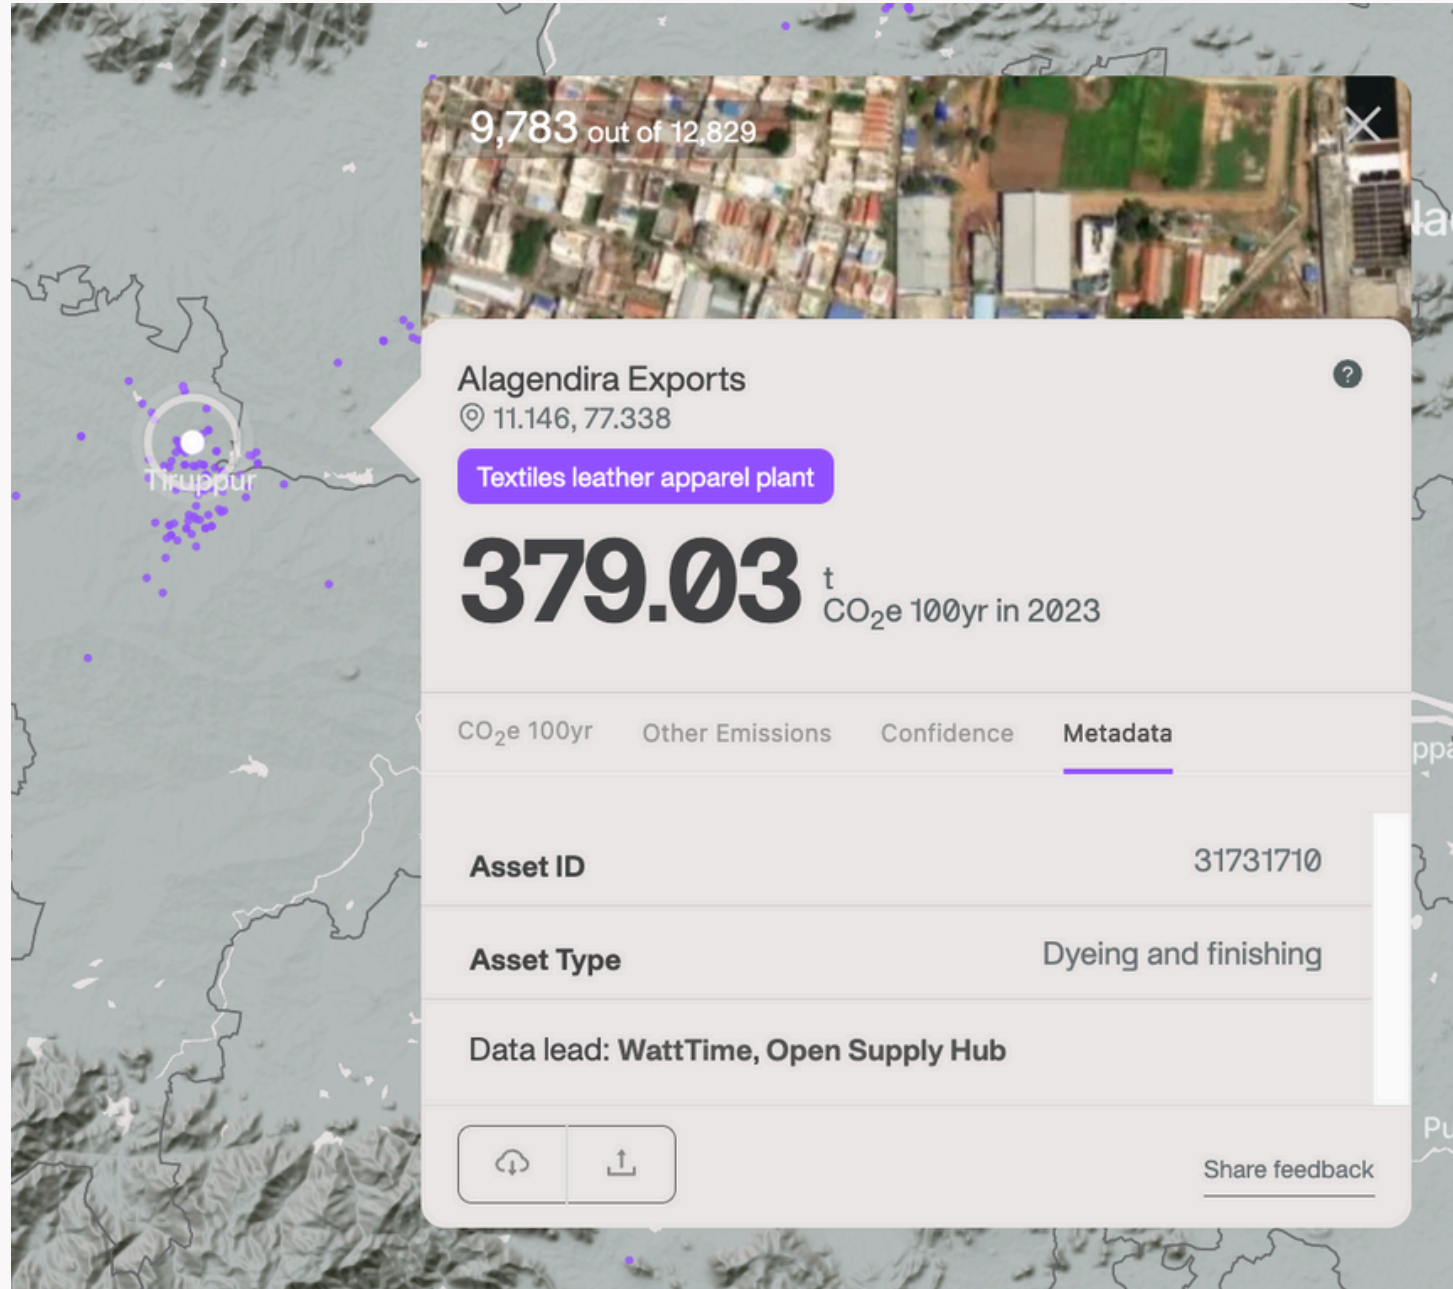 9,783 out of 12,829
Alagendira Exports
11.146, 77.338
Textiles leather apparel plant
379.03 t
CO₂e 100yr in 2023
CO₂e 100yr Other Emissions Confidence Metadata
Asset ID 31731710
Asset Type Dyeing and finishing
Data lead: WattTime, Open Supply Hub
Share feedback
Tiruppur
?